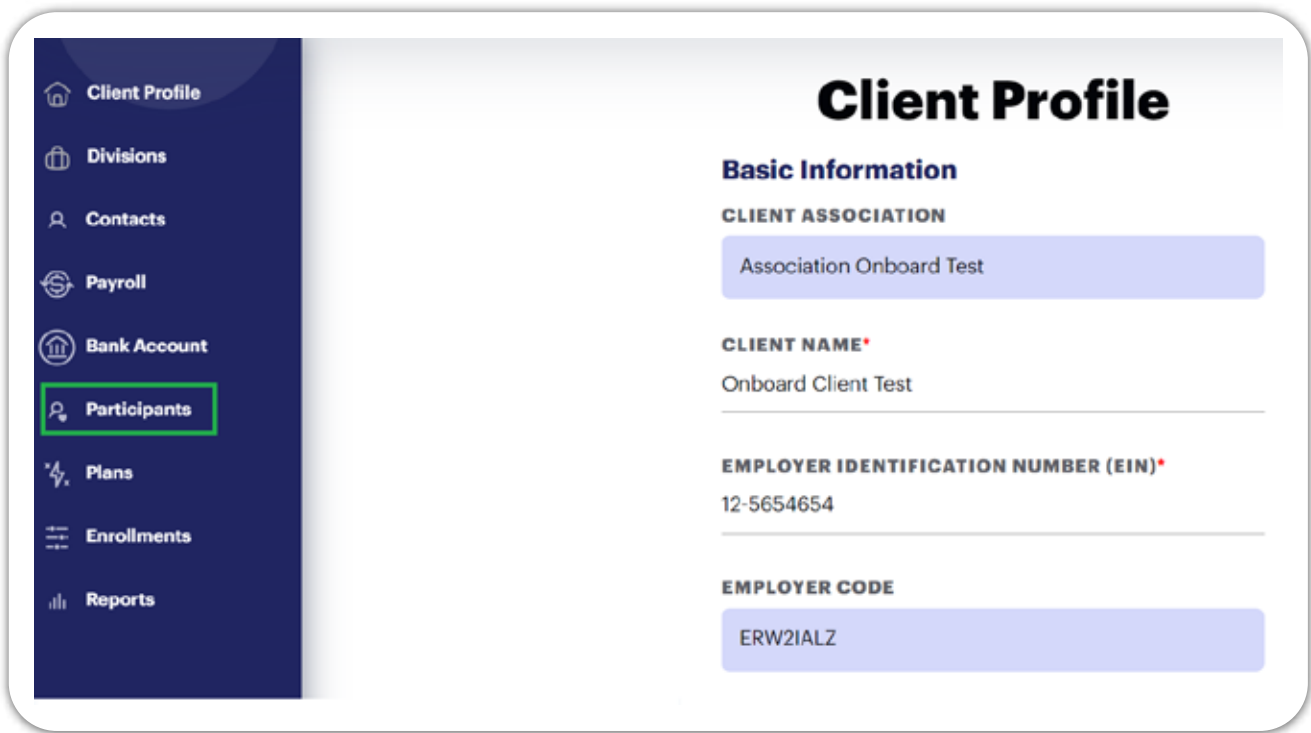 Client Profile
Divisions
Contacts
Payroll
Bank Account
Participants
Plans
Enrollments
Reports
Client Profile
Basic Information
CLIENT ASSOCIATION
Association Onboard Test
CLIENT NAME*
Onboard Client Test
EMPLOYER IDENTIFICATION NUMBER (EIN)*
12-5654654
EMPLOYER CODE
ERW2IALZ